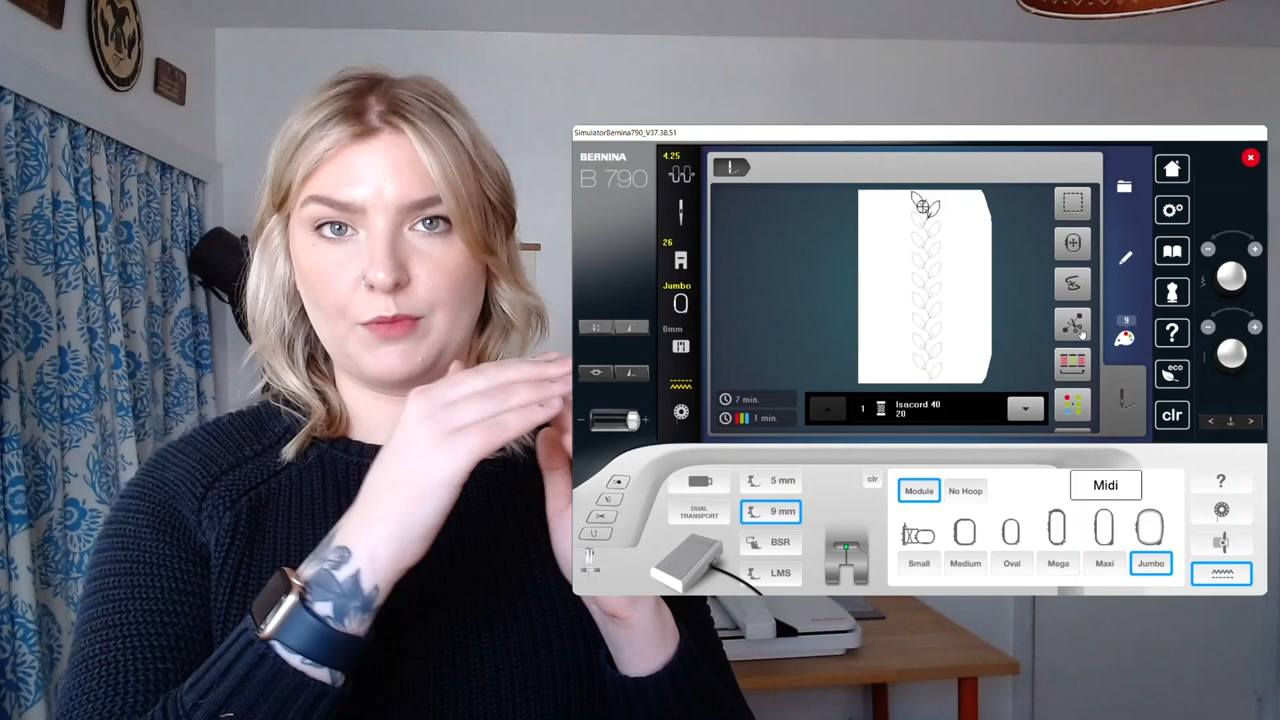 SimulatorBernina790_V37.38.51
BERNINA
B 790
4.25
26
Jumbo
0mm
9
7 min.
1 min.
1
Isacord 40
20
eco
clr
5 mm
9 mm
BSR
LMS
DUAL
TRANSPORT
clr
Module
No Hoop
Midi
Small
Medium
Oval
Mega
Maxi
Jumbo
?
?